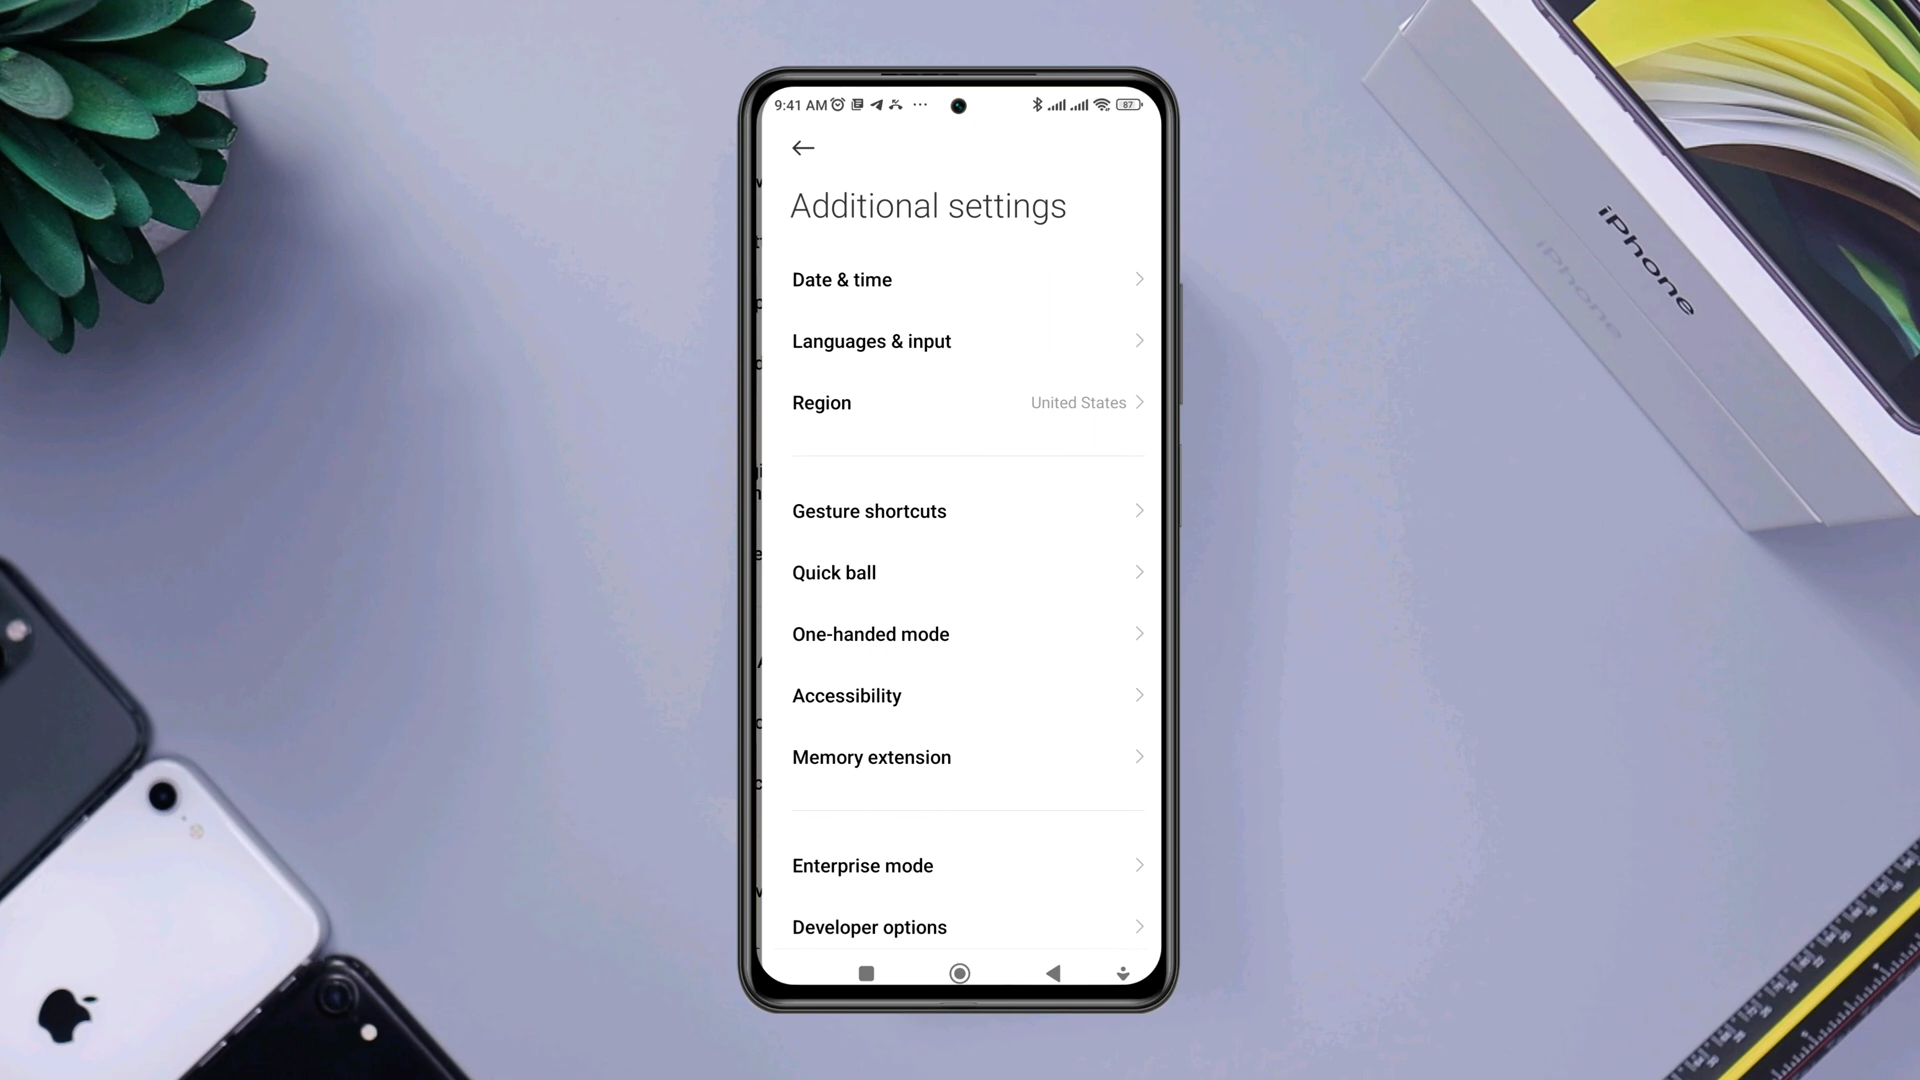 9:41 AM
87
Additional settings
Date & time
Languages & input
Region
United States
Gesture shortcuts
Quick ball
One-handed mode
Accessibility
Memory extension
Enterprise mode
Developer options
iPhone